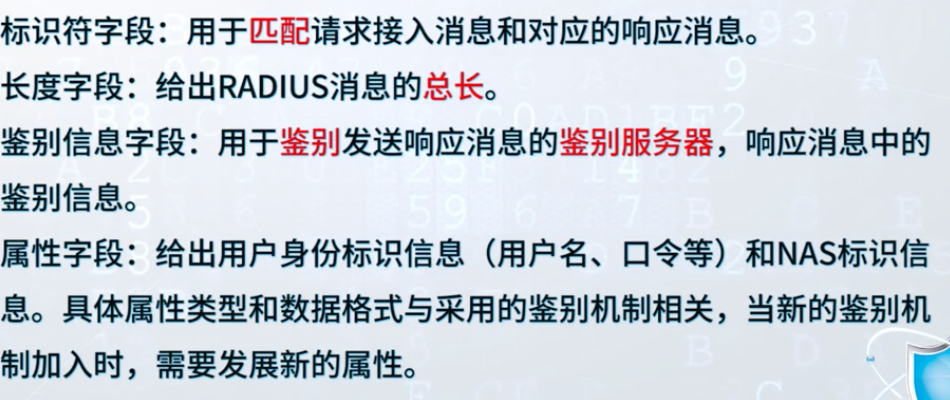 标识符字段：用于匹配请求接入消息和对应的响应消息。
长度字段：给出RADIUS消息的总长。
鉴别信息字段：用于鉴别发送响应消息的鉴别服务器，响应消息中的
鉴别信息。
属性字段：给出用户身份标识信息（用户名、口令等）和NAS标识信
息。具体属性类型和数据格式与采用的鉴别机制相关，当新的鉴别机
制加入时，需要发展新的属性。